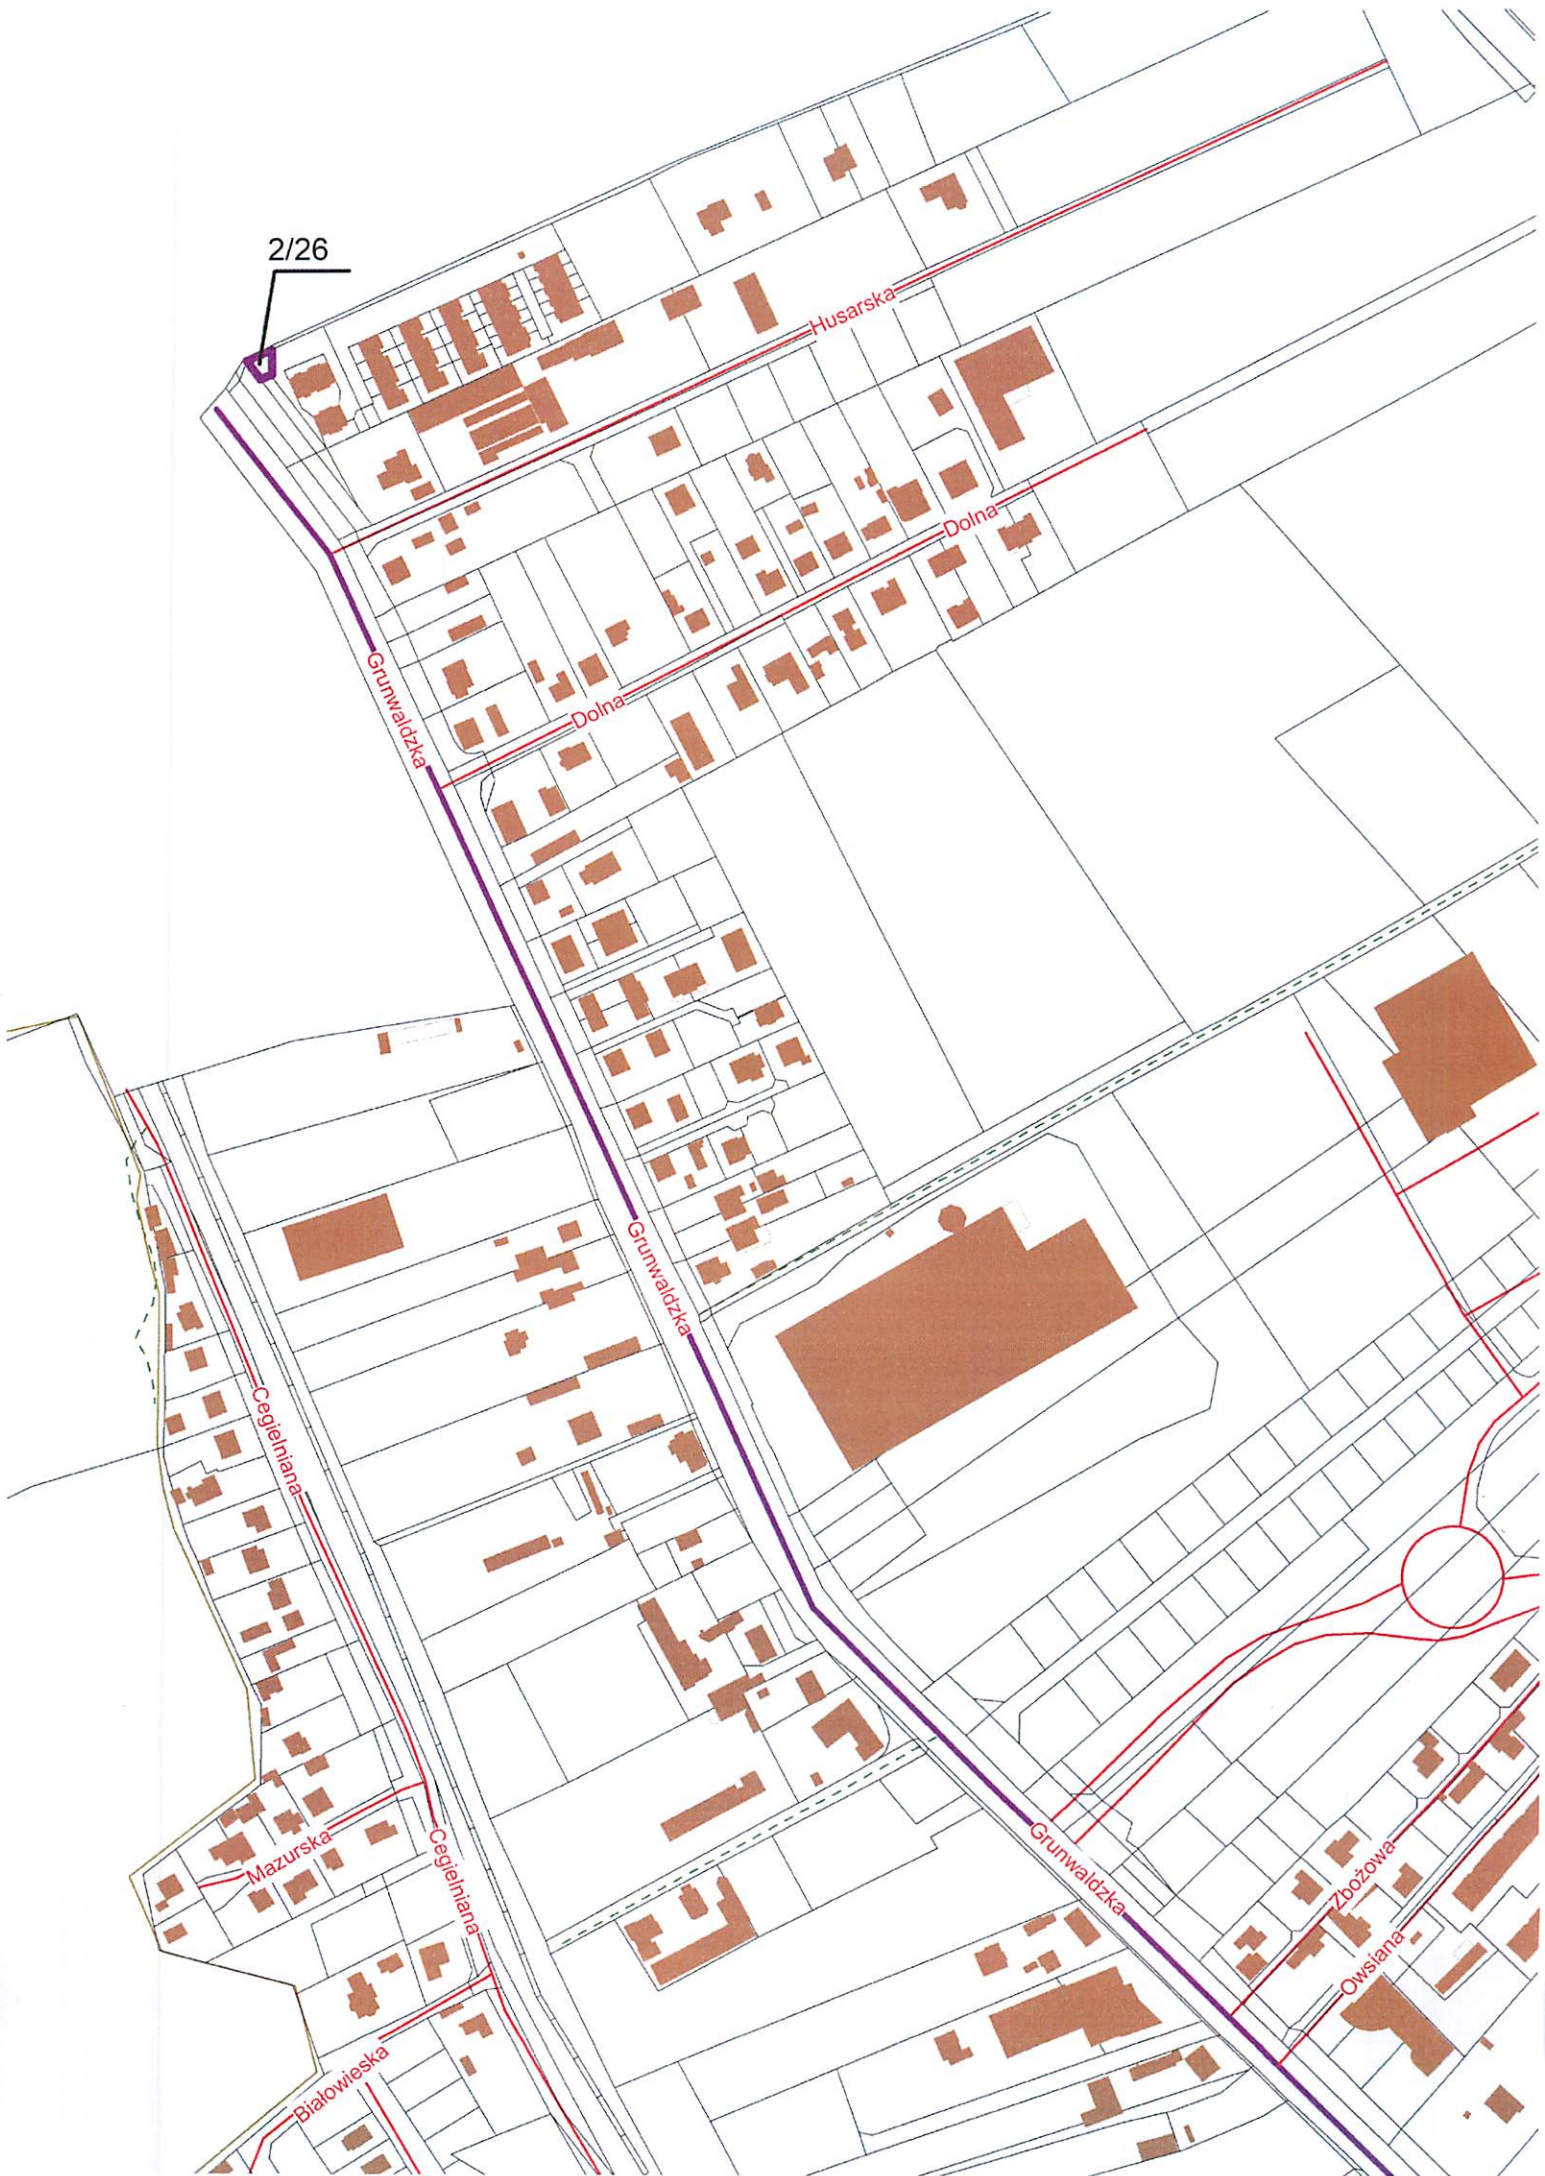 2/26
Husarska
Dolna
Grunwaldzka
Dolna
Grunwaldzka
Cegielniana
Mazurska
Cegielniana
Grunwaldzka
Zbożowa
Owsiana
Białowieska